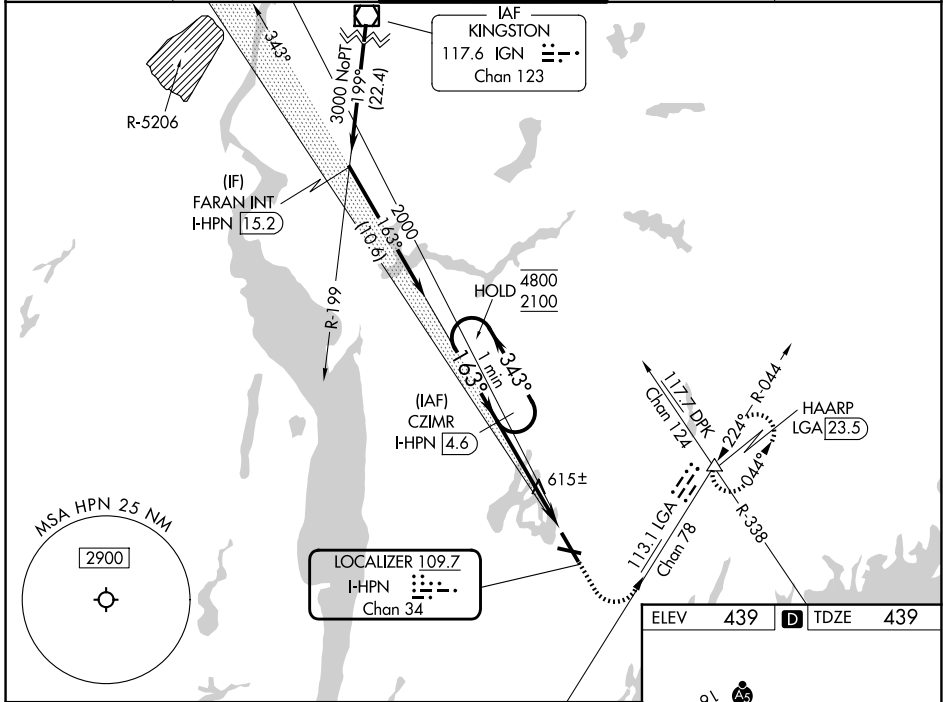 IAF
KINGSTON
117.6 IGN
Chan 123
343°
3000 NoPT
199°
(22.4)
R-5206
(IF)
FARAN INT
I-HPN 15.2
2000
163°
(10.6)
R-199
HOLD 4800
2100
1 min
343°
163°
(IAF)
CZIMR
I-HPN 4.6
117.7 DPK
Chan 124
R-044
224°
044°
HAARP
LGA 23.5
615±
R-338
113.1 LGA
Chan 78
MSA HPN 25 NM
2900
LOCALIZER 109.7
I-HPN
Chan 34
ELEV 439 D TDZE 439
16
A5